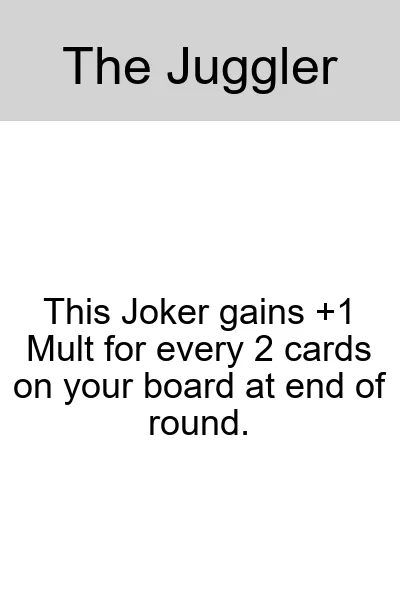 The Juggler
This Joker gains +1
Mult for every 2 cards
on your board at end of
round.